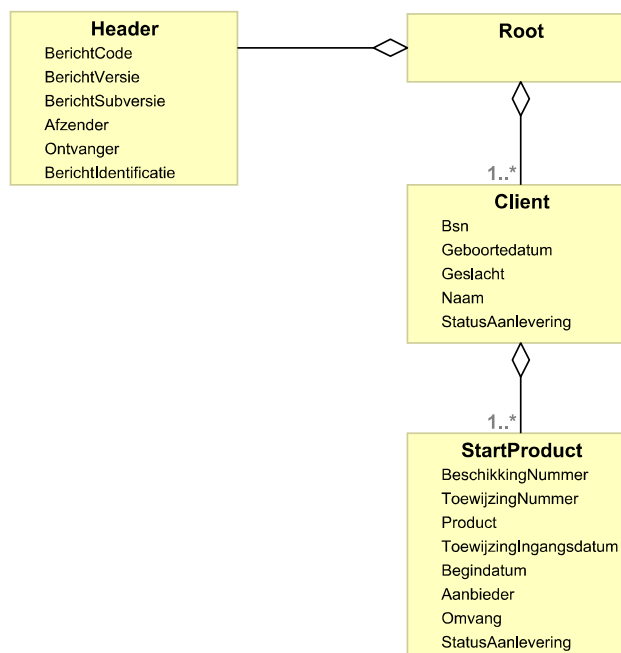 Header
BerichtCode
BerichtVersie
BerichtSubversie
Afzender
Ontvanger
BerichtIdentificatie
Root
1..*
Client
Bsn
Geboortedatum
Geslacht
Naam
StatusAanlevering
1..*
StartProduct
BeschikkingNummer
ToewijzingNummer
Product
ToewijzingIngangsdatum
Begindatum
Aanbieder
Omvang
StatusAanlevering